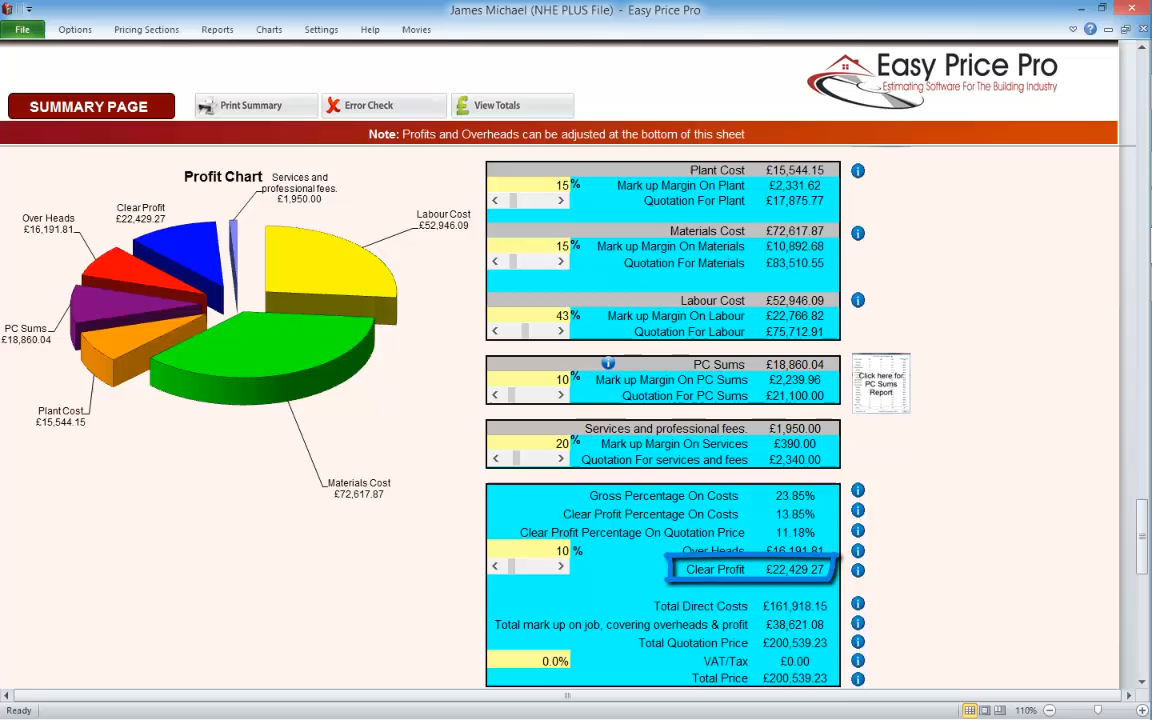 James Michael (NHE PLUS File) - Easy Price Pro
File Options Pricing Sections Reports Charts Settings Help Movies
Easy Price Pro
Estimating Software For The Building Industry
SUMMARY PAGE Print Summary Error Check View Totals
Note: Profits and Overheads can be adjusted at the bottom of this sheet
Profit Chart
Services and
professional fees.
£1,950.00
Clear Profit
£22,429.27
Labour Cost
£52,946.09
Over Heads
£16,191.81
PC Sums
£18,860.04
Plant Cost
£15,544.15
Materials Cost
£72,617.87
Plant Cost £15,544.15
15% Mark up Margin On Plant £2,331.62
Quotation For Plant £17,875.77
Materials Cost £72,617.87
15% Mark up Margin On Materials £10,892.68
Quotation For Materials £83,510.55
Labour Cost £52,946.09
43% Mark up Margin On Labour £22,766.82
Quotation For Labour £75,712.91
PC Sums £18,860.04
10% Mark up Margin On PC Sums £2,239.96
Quotation For PC Sums £21,100.00
Click here for
PC Sums
Report
Services and professional fees. £1,950.00
20% Mark up Margin On Services £390.00
Quotation For services and fees £2,340.00
Gross Percentage On Costs 23.85%
Clear Profit Percentage On Costs 13.85%
Clear Profit Percentage On Quotation Price 11.18%
10 % Over Heads £16,191.81
Clear Profit £22,429.27
Total Direct Costs £161,918.15
Total mark up on job, covering overheads & profit £38,621.08
Total Quotation Price £200,539.23
0.0% VAT/Tax £0.00
Total Price £200,539.23
Ready 110%